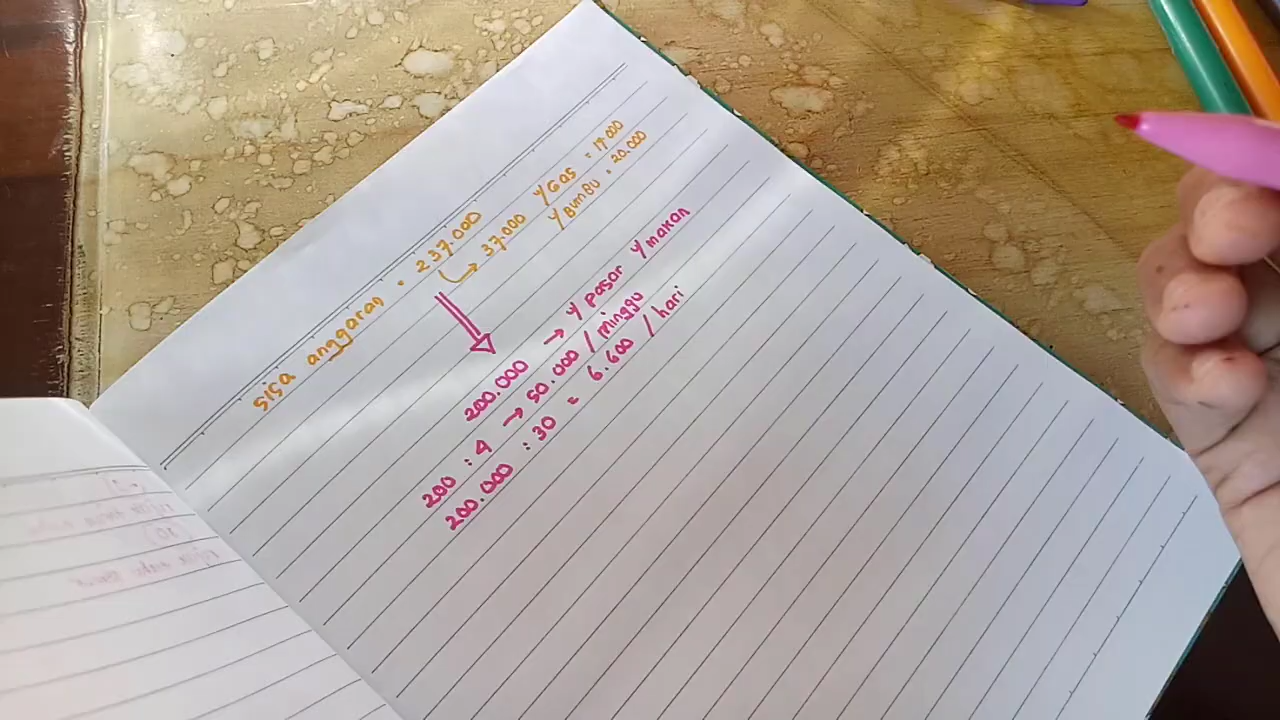 sisa anggaran = 237.000
37.000 y/Gas = 17.000
y/Bumbu = 20.000
200.000 → y/ pasar y/makan
200 : 4 → 50.000 / minggu
200.000 : 30 = 6.600 / hari